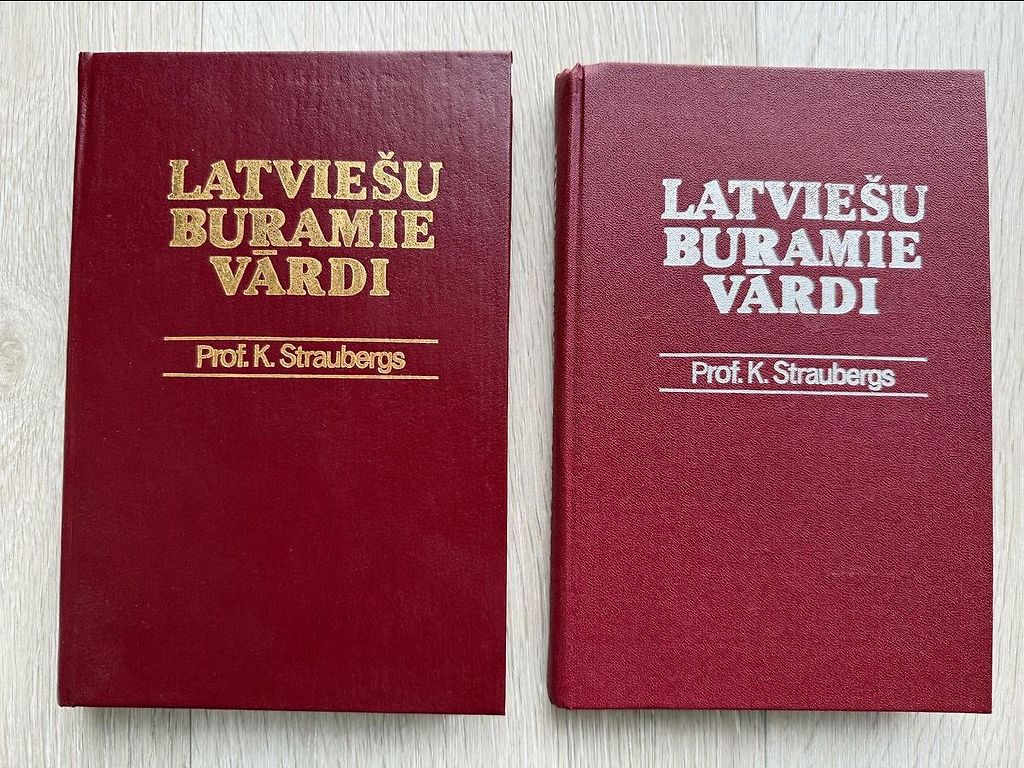 LATVIEŠU
BURAMIE
VĀRDI
Prof. K. Straubergs
LATVIEŠU
BURAMIE
VĀRDI
Prof. K. Straubergs